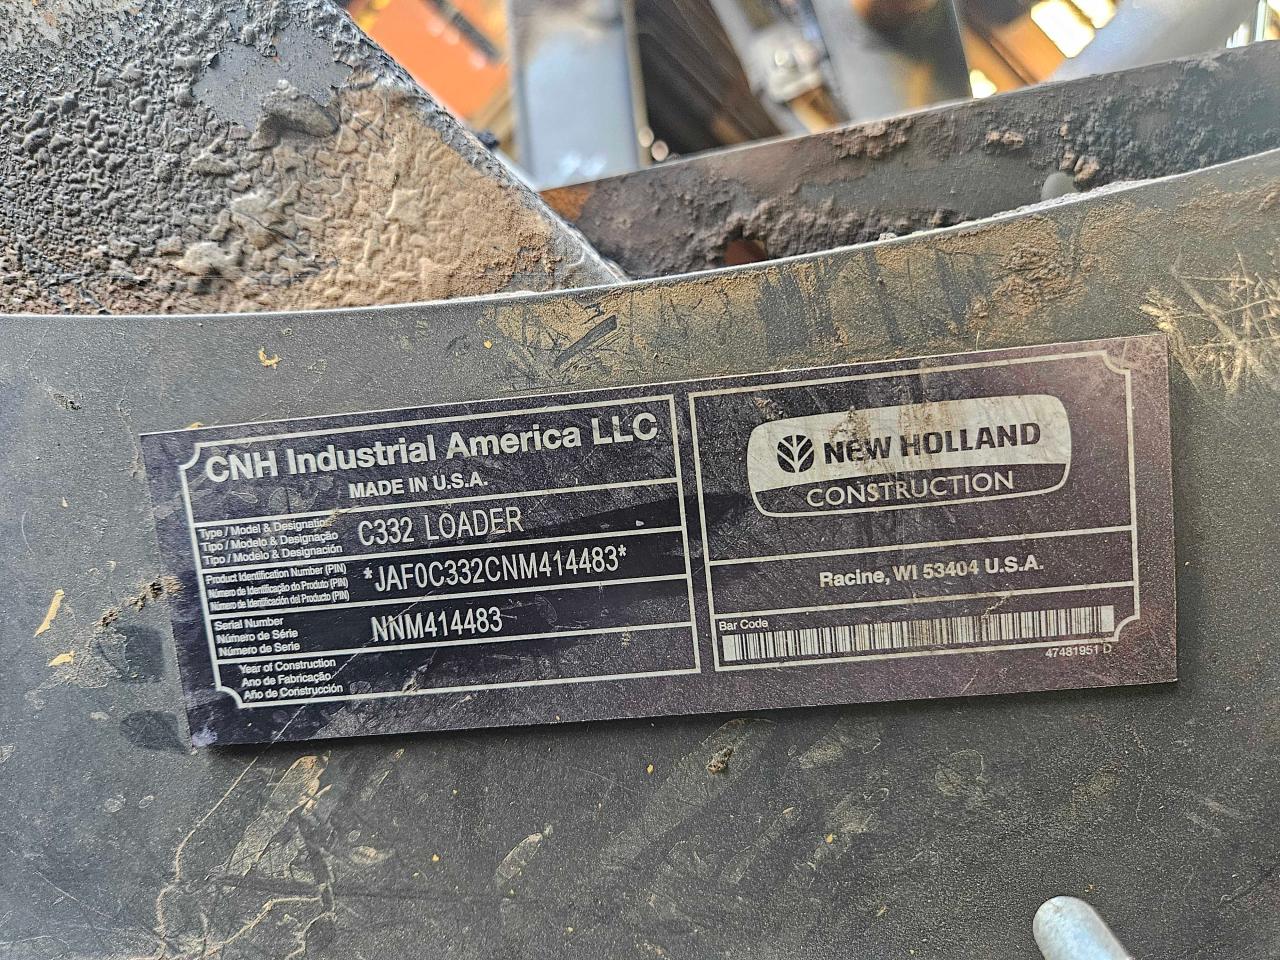 CNH Industrial America LLC
MADE IN U.S.A.
Type / Model & Designation
Tipo / Modelo & Designação
Tipo / Modelo & Designación
C332 LOADER
Product Identification Number (PIN)
Número de Identificação do Produto (PIN)
Número de Identificación del Producto (PIN)
*JAF0C332CNM414483*
Serial Number
Número de Série
Número de Serie
NNM414483
Year of Construction
Ano de Fabricação
Año de Construcción
NEW HOLLAND
CONSTRUCTION
Racine, WI 53404 U.S.A.
Bar Code
47481951 D